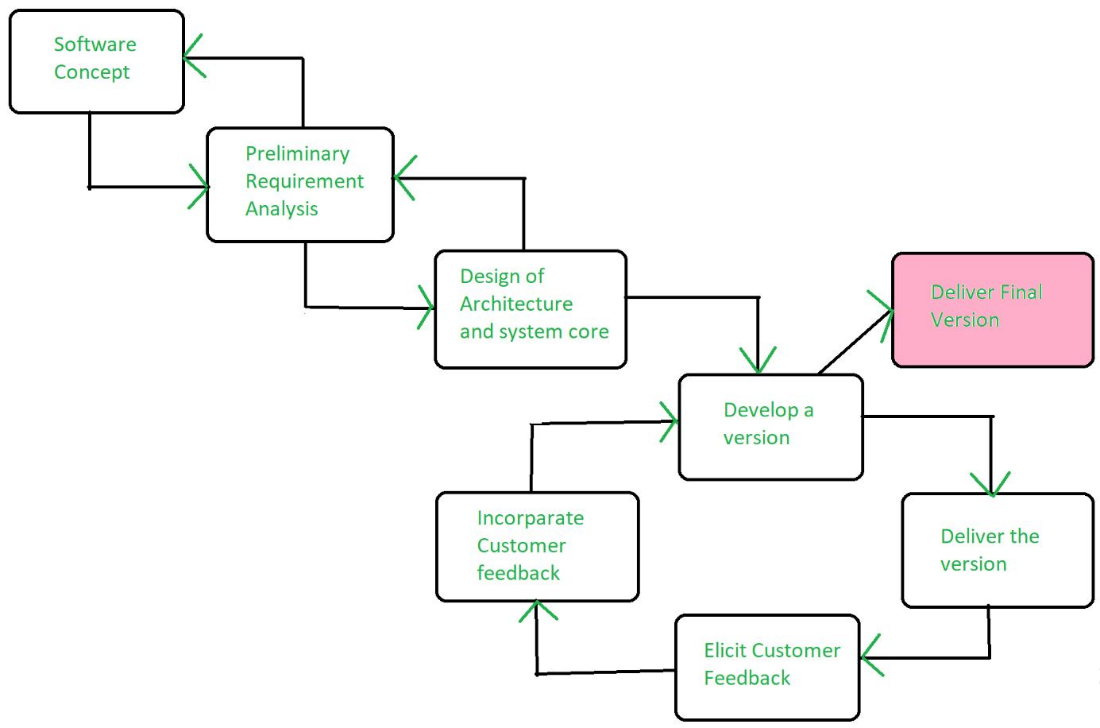 Software
Concept
Preliminary
Requirement
Analysis
Design of
Architecture
and system core
Deliver Final
Version
Develop a
version
Incorparate
Customer
feedback
Deliver the
version
Elicit Customer
Feedback